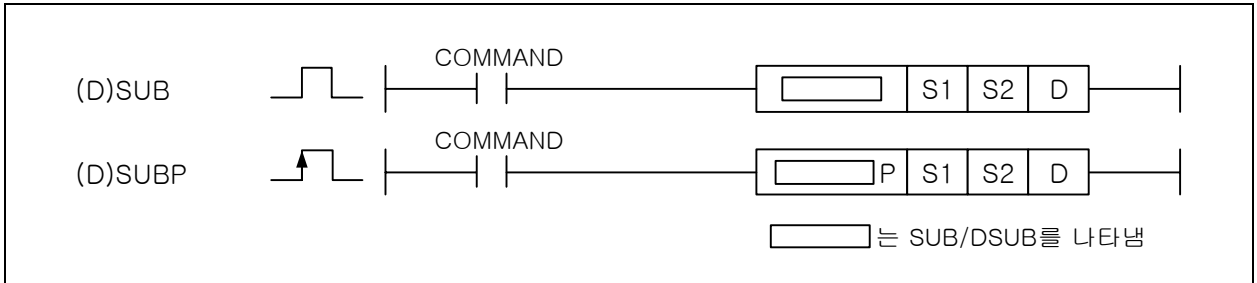 COMMAND
(D)SUB S1 S2 D
COMMAND
(D)SUBP P S1 S2 D
는 SUB/DSUB를 나타냄